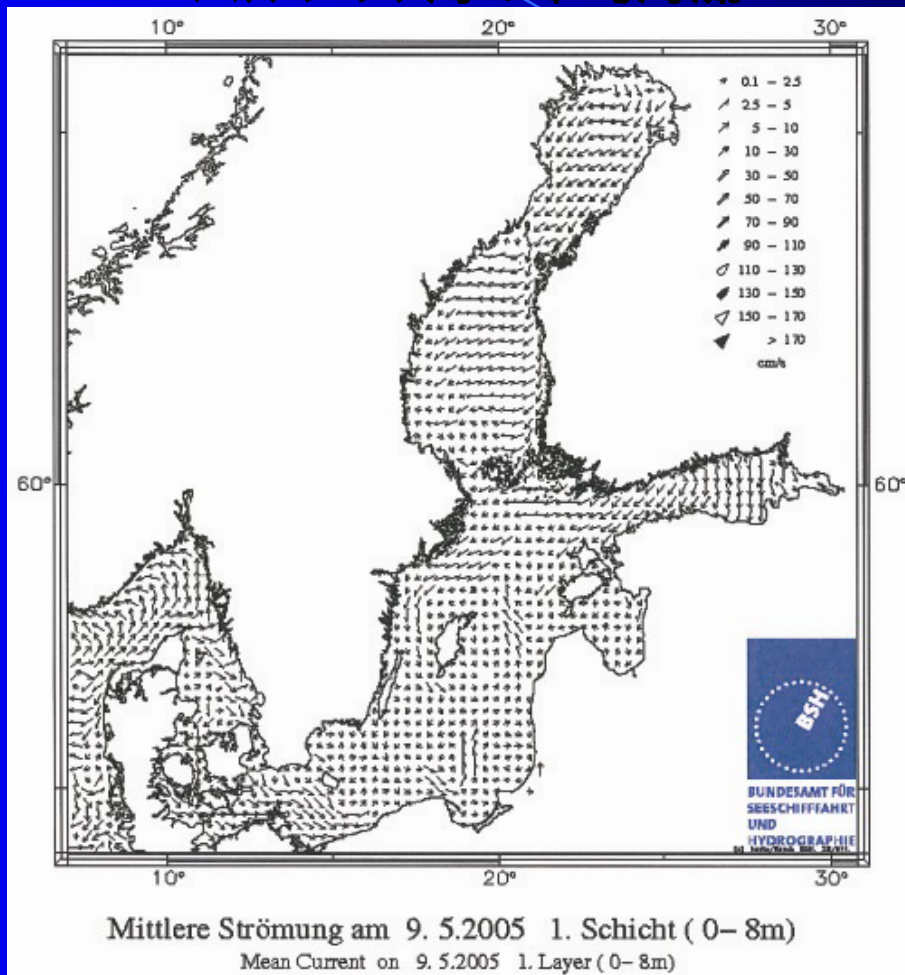 10° 20° 30°
0.1 – 2.5
2.5 – 5
5 – 10
10 – 30
30 – 50
50 – 70
70 – 90
90 – 110
110 – 130
130 – 150
150 – 170
> 170
cm/s
60° 60°
BSH
BUNDESAMT FÜR
SEESCHIFFFAHRT
UND
HYDROGRAPHIE
10° 20° 30°
Mittlere Strömung am 9. 5.2005 1. Schicht ( 0– 8m)
Mean Current on 9. 5.2005 1. Layer ( 0– 8m)